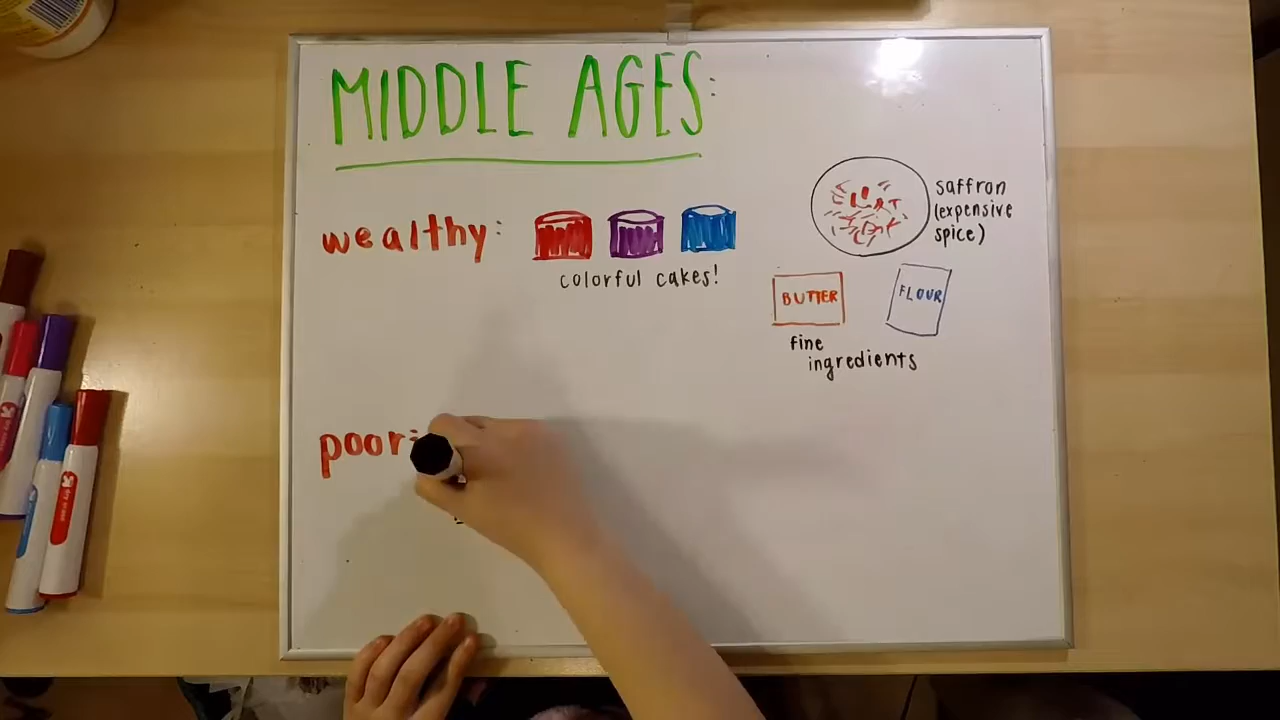 MIDDLE AGES:
wealthy:
colorful cakes!
saffron
(expensive
spice)
BUTTER
FLOUR
fine
ingredients
poor: